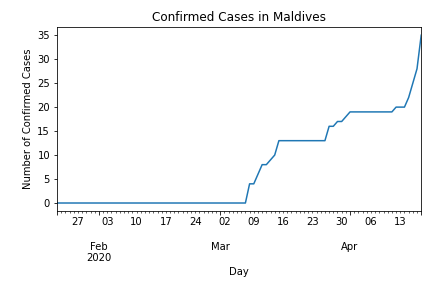 Confirmed Cases in Maldives
Number of Confirmed Cases
35
30
25
20
15
10
5
0
27 03 10 17 24 02 09 16 23 30 06 13
Feb Mar Apr
2020
Day